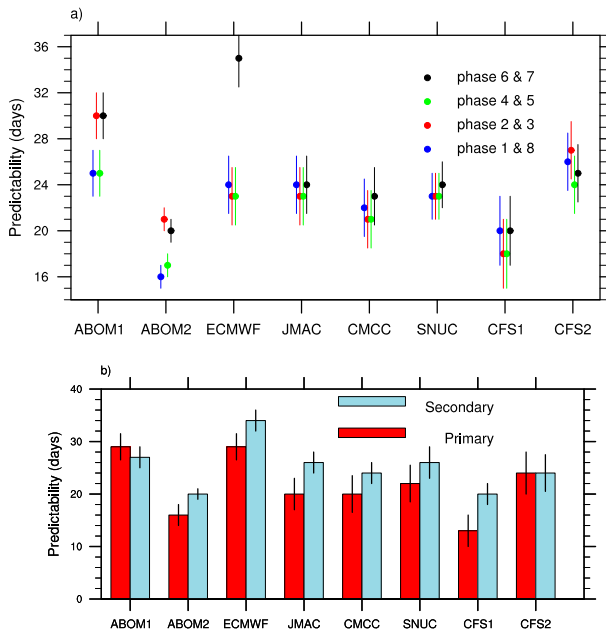 a)
Predictability (days)
36
32
28
24
20
16
phase 6 & 7
phase 4 & 5
phase 2 & 3
phase 1 & 8
ABOM1 ABOM2 ECMWF JMAC CMCC SNUC CFS1 CFS2
b)
Predictability (days)
40
30
20
10
0
Secondary
Primary
ABOM1 ABOM2 ECMWF JMAC CMCC SNUC CFS1 CFS2